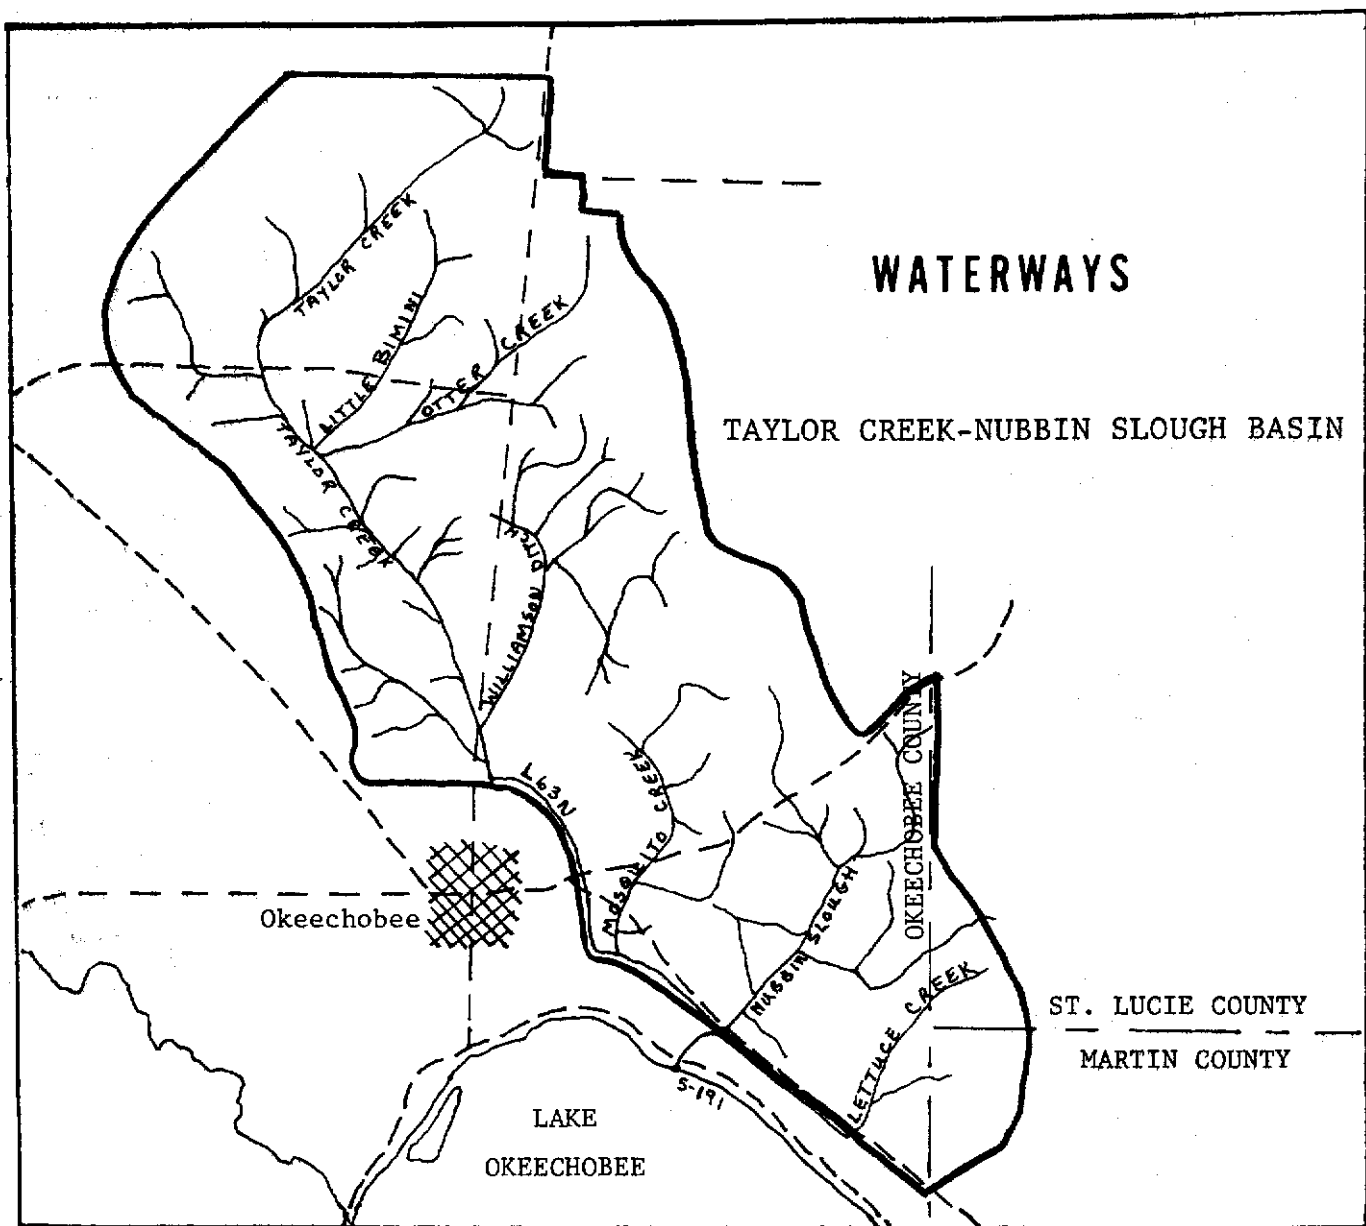 WATERWAYS
TAYLOR CREEK-NUBBIN SLOUGH BASIN
TAYLOR CREEK
LITTLE BIMINI
OTTER CREEK
TAYLOR CREEK
WILLIAMSON DITCH
L63N
MOSQUITO CREEK
OKEECHOBEE COUNTY
Okeechobee
NUBBIN SLOUGH
LETTUCE CREEK
ST. LUCIE COUNTY
MARTIN COUNTY
S-191
LAKE
OKEECHOBEE